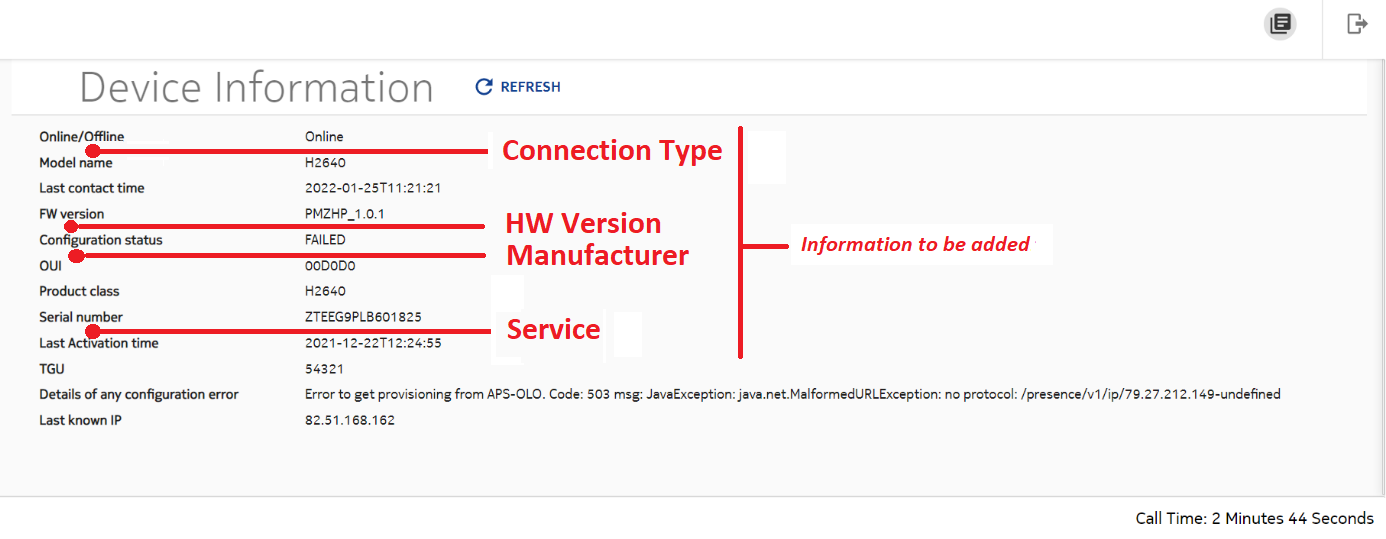 Device Information REFRESH
Online/Offline Online
Connection Type
Model name H2640
Last contact time 2022-01-25T11:21:21
FW version PMZHP_1.0.1
HW Version
Configuration status FAILED
Information to be added
Manufacturer
OUI 00D0D0
Product class H2640
Serial number ZTEEG9PLB601825
Service
Last Activation time 2021-12-22T12:24:55
TGU 54321
Details of any configuration error Error to get provisioning from APS-OLO. Code: 503 msg: JavaException: java.net.MalformedURLException: no protocol: /presence/v1/ip/79.27.212.149-undefined
Last known IP 82.51.168.162
Call Time: 2 Minutes 44 Seconds